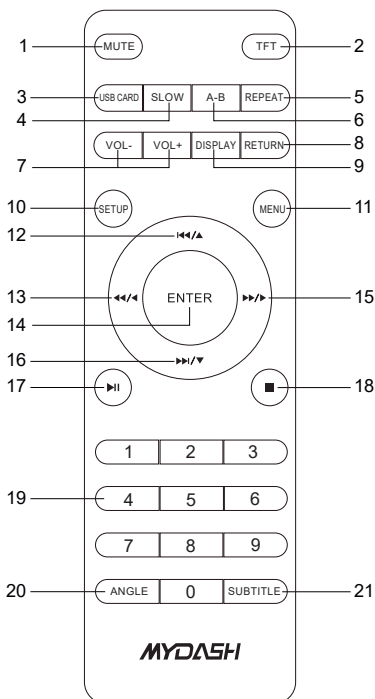 1 MUTE TFT 2
3 USB CARD SLOW A-B REPEAT 5
4 6
VOL- VOL+ DISPLAY RETURN 8
7 9
10 SETUP MENU 11
12 ⏮/▲
13 ◀◀/◀ ENTER ▶▶/▶ 15
14
16 ⏭/▼
17 ▶II ■ 18
1 2 3
19 4 5 6
7 8 9
20 ANGLE 0 SUBTITLE 21
MYDASH